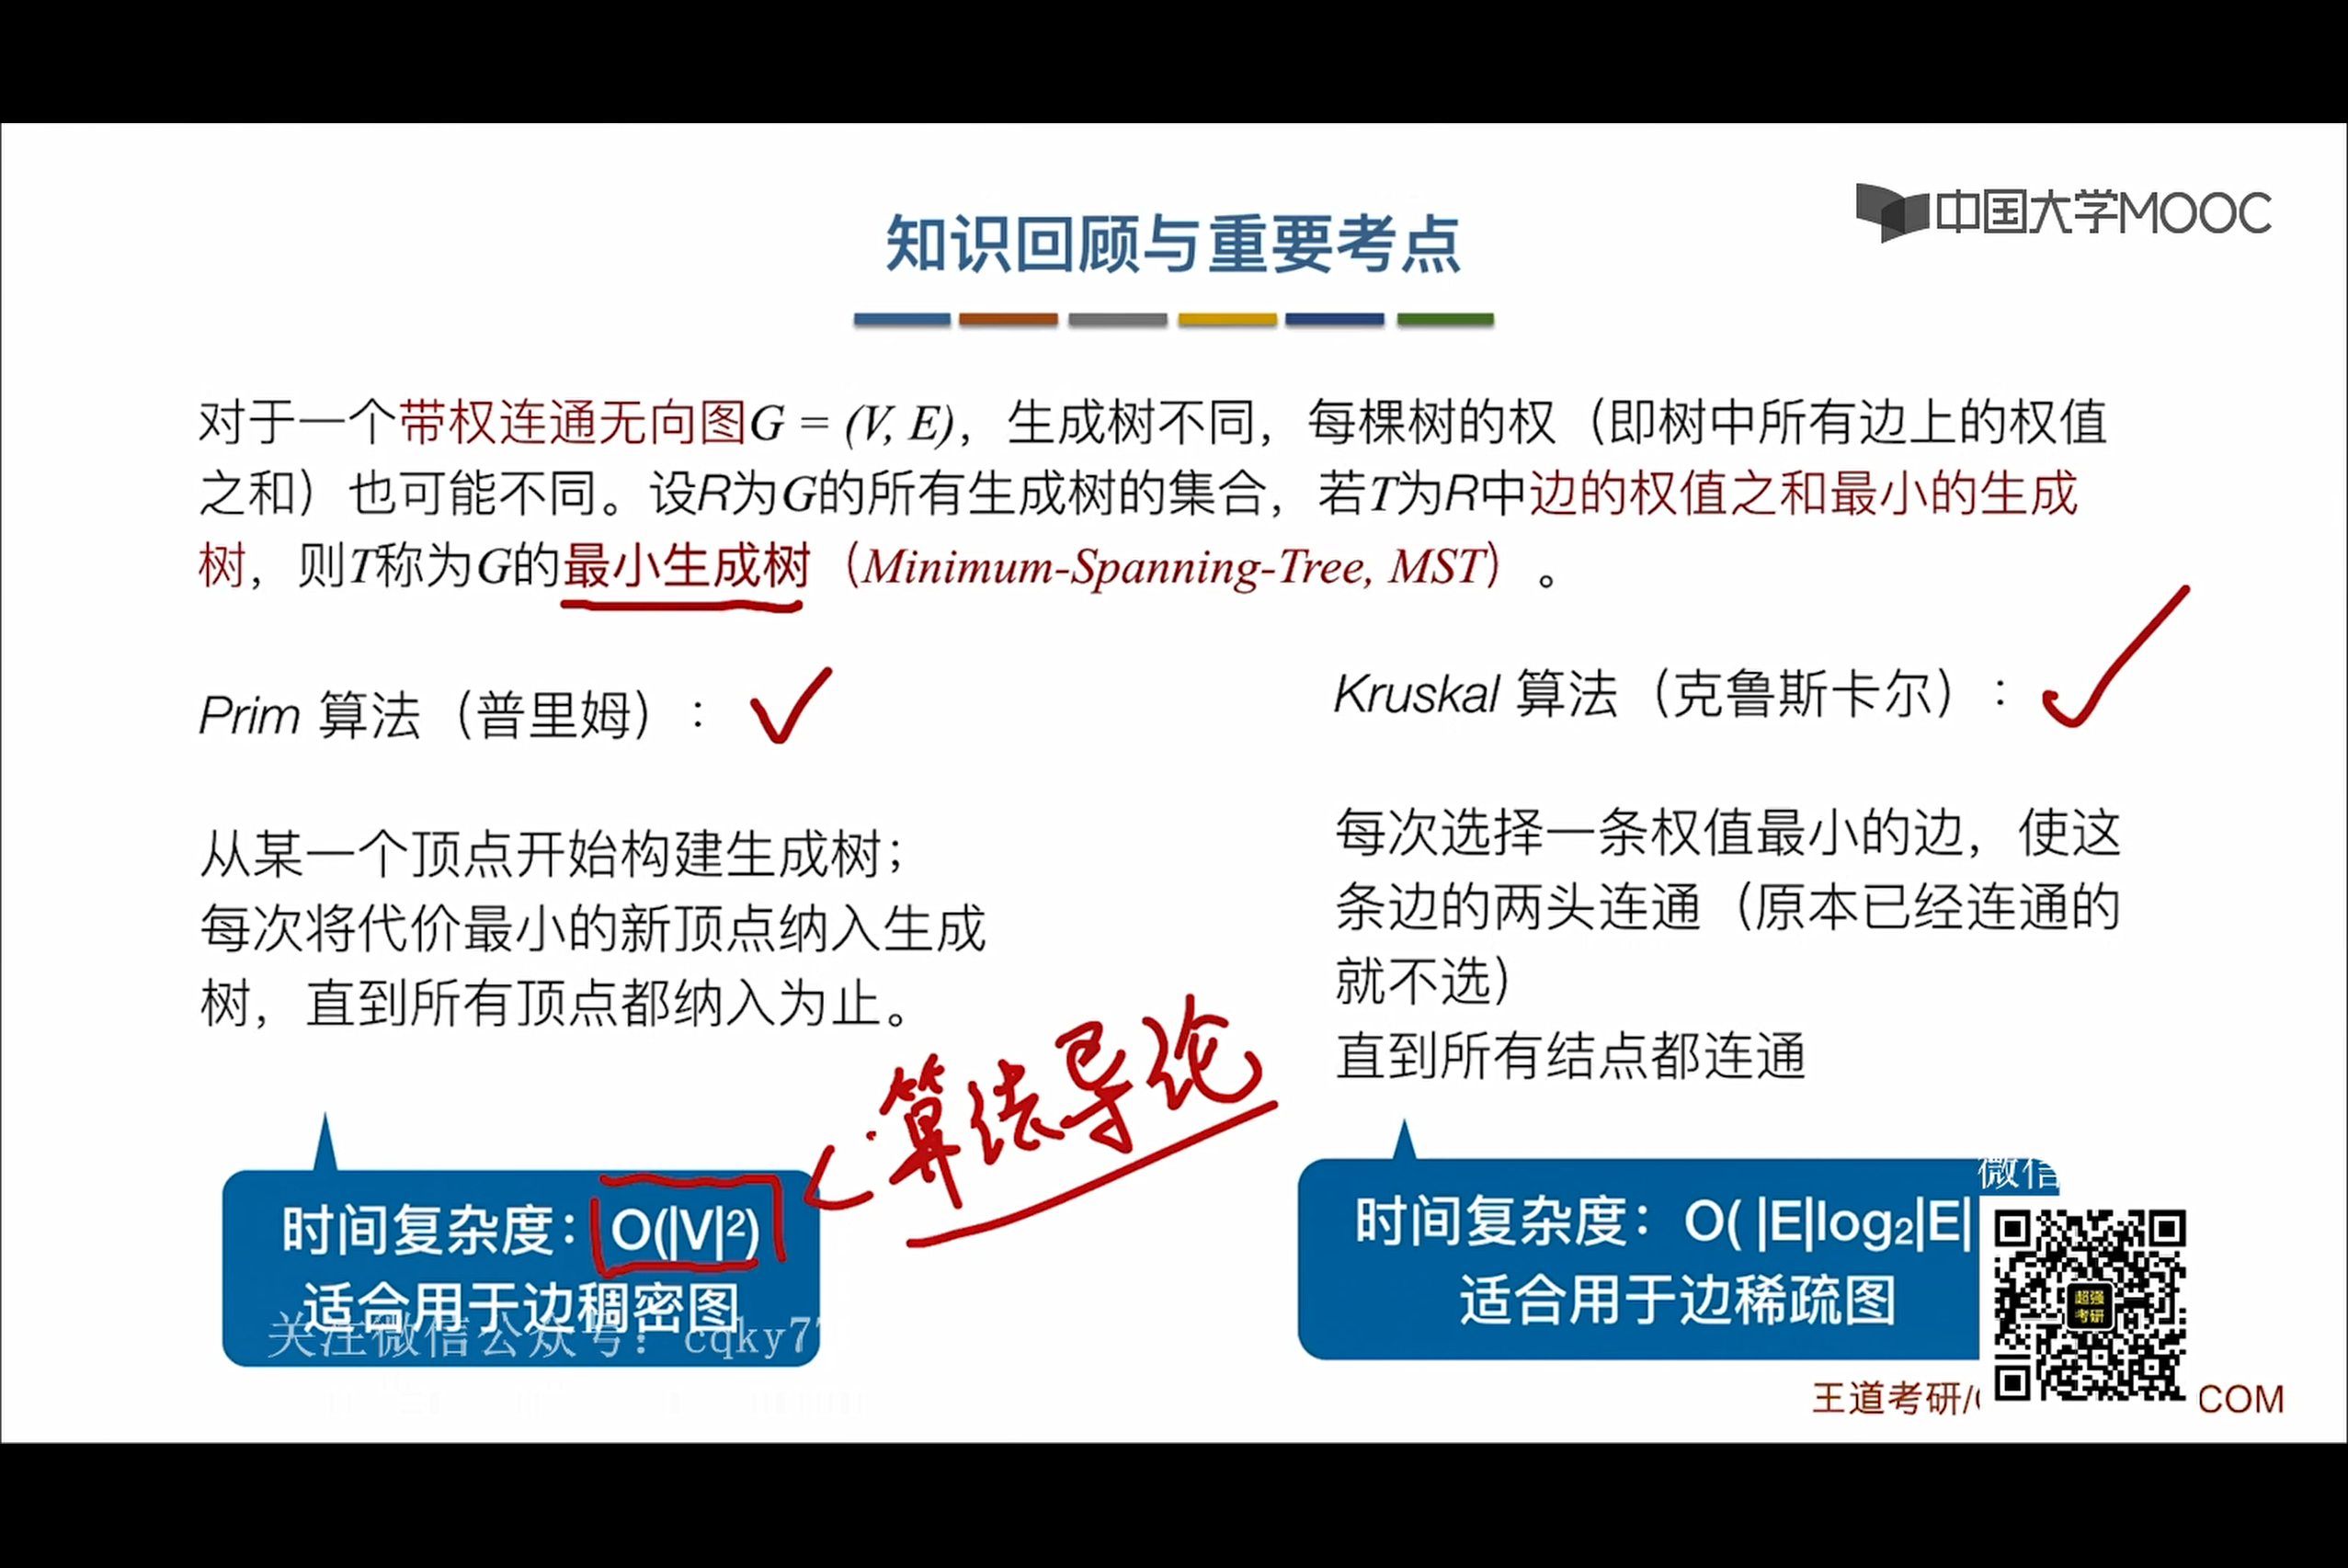 中国大学MOOC
知识回顾与重要考点
对于一个带权连通无向图G = (V, E)，生成树不同，每棵树的权（即树中所有边上的权值
之和）也可能不同。设R为G的所有生成树的集合，若T为R中边的权值之和最小的生成
树，则T称为G的最小生成树（Minimum-Spanning-Tree, MST）。
Prim 算法（普里姆）：
从某一个顶点开始构建生成树；
每次将代价最小的新顶点纳入生成
树，直到所有顶点都纳入为止。
算法导论
时间复杂度：O(|V|²)
适合用于边稠密图
关注微信公众号：cqky77
Kruskal 算法（克鲁斯卡尔）：
每次选择一条权值最小的边，使这
条边的两头连通（原本已经连通的
就不选）
直到所有结点都连通
微信
时间复杂度：O( |E|log₂|E|
适合用于边稀疏图
超强
考研
王道考研/
COM